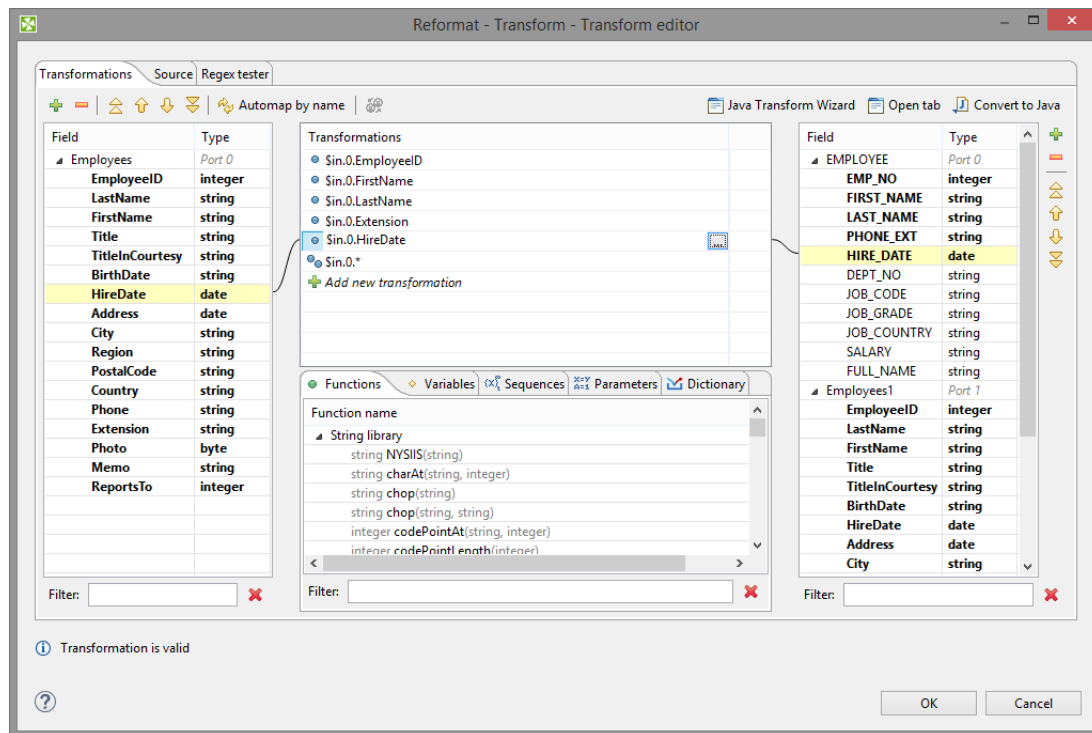 Reformat - Transform - Transform editor
Transformations Source Regex tester
Automap by name Java Transform Wizard Open tab Convert to Java
Field Type
Employees Port 0
EmployeeID integer
LastName string
FirstName string
Title string
TitleInCourtesy string
BirthDate string
HireDate date
Address date
City string
Region string
PostalCode string
Country string
Phone string
Extension string
Photo byte
Memo string
ReportsTo integer
Filter:
Transformations
$in.0.EmployeeID
$in.0.FirstName
$in.0.LastName
$in.0.Extension
$in.0.HireDate ...
$in.0.*
Add new transformation
Functions Variables Sequences Parameters Dictionary
Function name
String library
string NYSIIS(string)
string charAt(string, integer)
string chop(string)
string chop(string, string)
integer codePointAt(string, integer)
integer codePointLength(integer)
Filter:
Field Type
EMPLOYEE Port 0
EMP_NO integer
FIRST_NAME string
LAST_NAME string
PHONE_EXT string
HIRE_DATE date
DEPT_NO string
JOB_CODE string
JOB_GRADE string
JOB_COUNTRY string
SALARY string
FULL_NAME string
Employees1 Port 1
EmployeeID integer
LastName string
FirstName string
Title string
TitleInCourtesy string
BirthDate string
HireDate date
Address date
City string
Filter:
Transformation is valid
OK Cancel